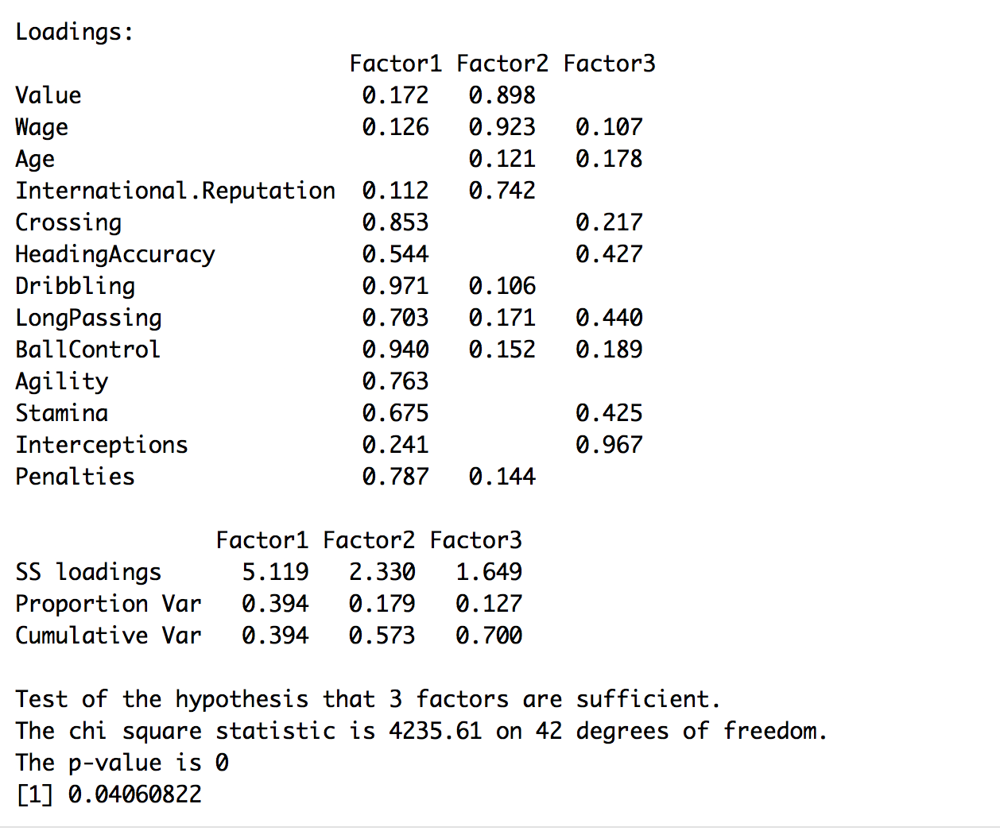 Loadings:
                         Factor1 Factor2 Factor3
Value                     0.172   0.898
Wage                      0.126   0.923   0.107
Age                               0.121   0.178
International.Reputation  0.112   0.742
Crossing                  0.853           0.217
HeadingAccuracy           0.544           0.427
Dribbling                 0.971   0.106
LongPassing               0.703   0.171   0.440
BallControl               0.940   0.152   0.189
Agility                   0.763
Stamina                   0.675           0.425
Interceptions             0.241           0.967
Penalties                 0.787   0.144

               Factor1 Factor2 Factor3
SS loadings      5.119   2.330   1.649
Proportion Var   0.394   0.179   0.127
Cumulative Var   0.394   0.573   0.700

Test of the hypothesis that 3 factors are sufficient.
The chi square statistic is 4235.61 on 42 degrees of freedom.
The p-value is 0
[1] 0.04060822